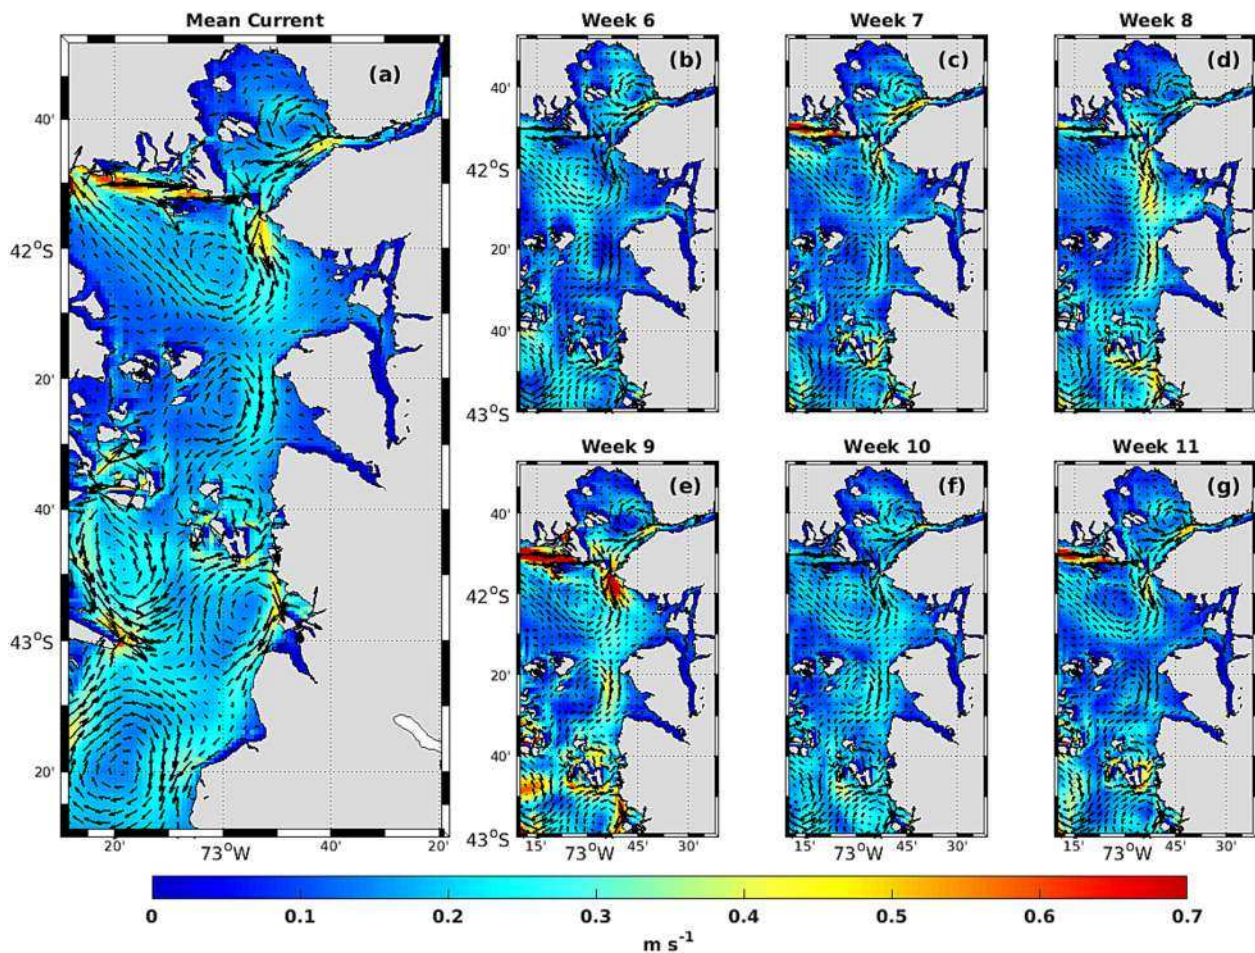 Mean Current
(a)
40'
42°S
20'
40'
43°S
20'
20'
73°W
40'
20'
Week 6
(b)
40'
42°S
20'
40'
43°S
Week 7
(c)
Week 8
(d)
Week 9
(e)
40'
42°S
20'
40'
43°S
15'
73°W
45'
30'
Week 10
(f)
15'
73°W
45'
30'
Week 11
(g)
15'
73°W
45'
30'
0 0.1 0.2 0.3 0.4 0.5 0.6 0.7
m s⁻¹